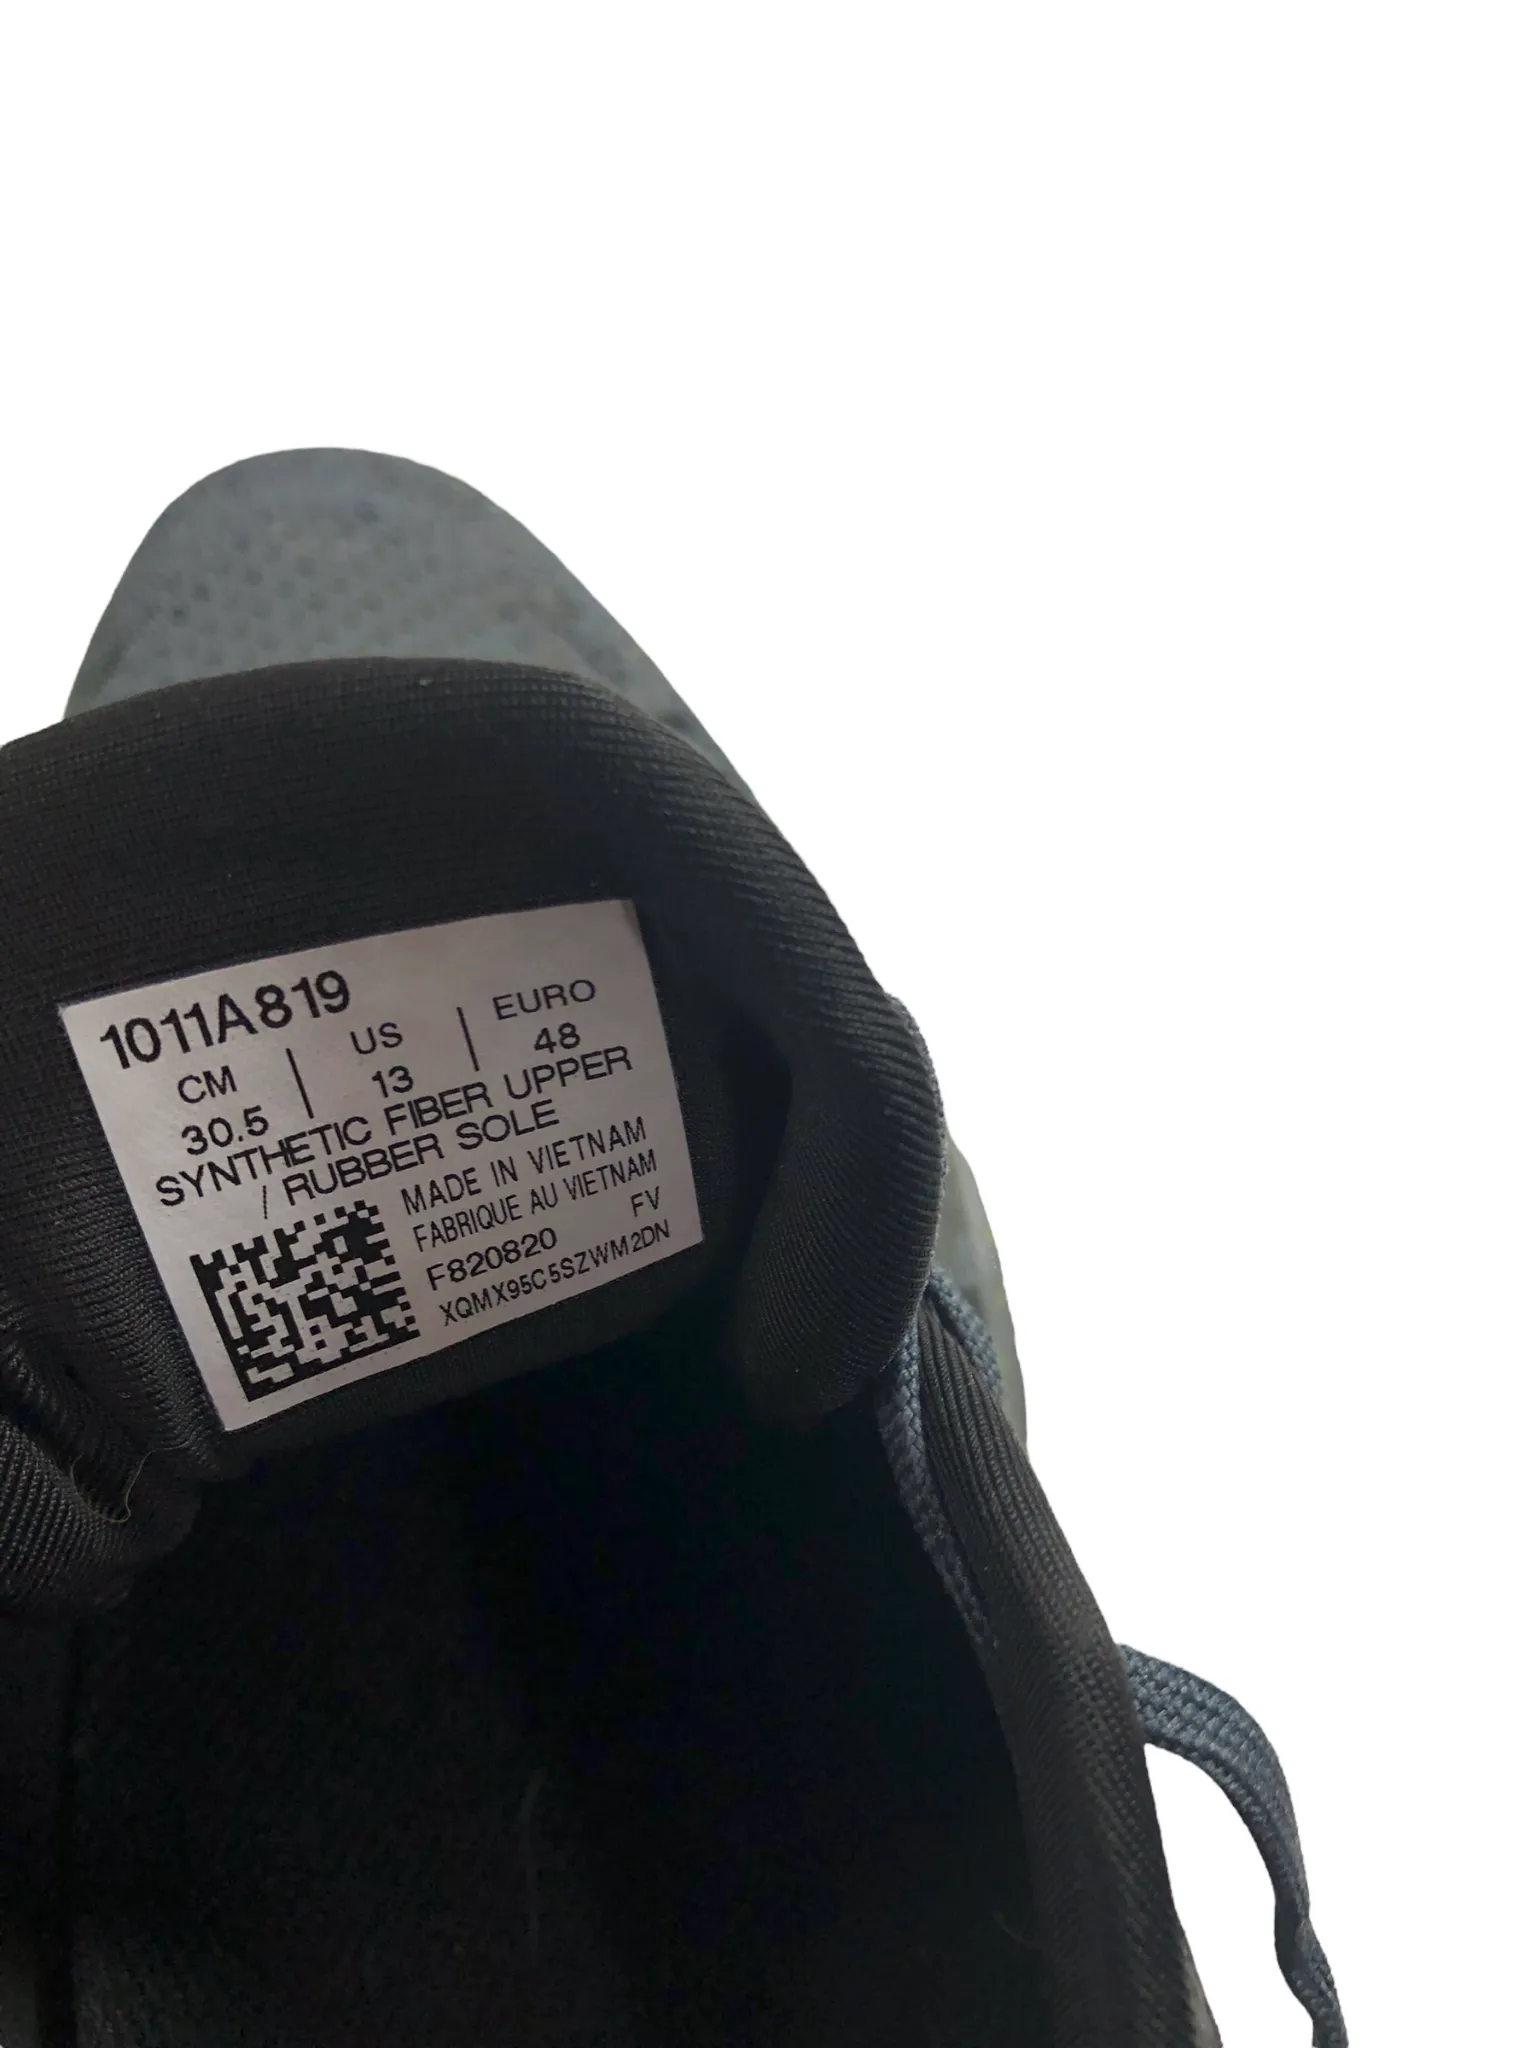 1011A819
CM | US | EURO
30.5 | 13 | 48
SYNTHETIC FIBER UPPER
/ RUBBER SOLE
MADE IN VIETNAM
FABRIQUE AU VIETNAM
F820820 FV
XQMX95C5SZWM2DN